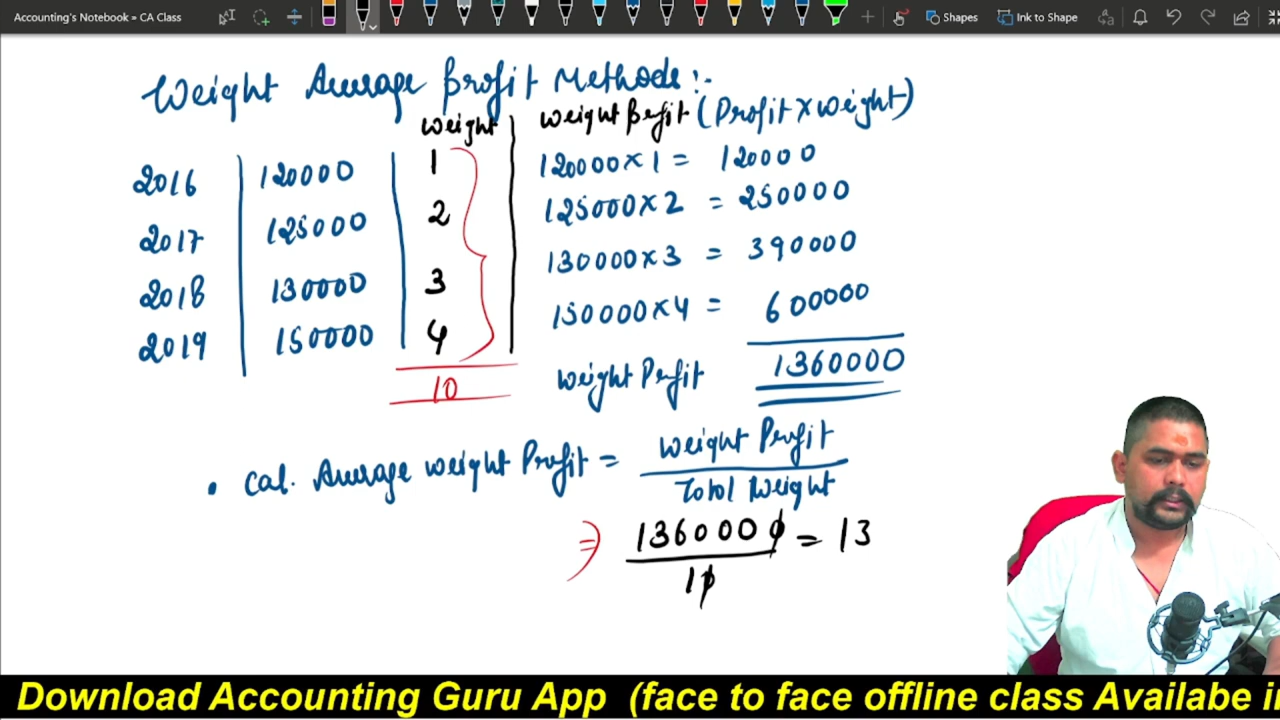 Accounting's Notebook » CA Class
Shapes
Ink to Shape
Weight Average Profit Methods :-
Weight
Weight Profit (Profit × Weight)
2016 120000 1 120000 × 1 = 120000
2017 125000 2 125000 × 2 = 250000
2018 130000 3 130000 × 3 = 390000
2019 150000 4 150000 × 4 = 600000
10 Weight Profit 1360000
• Cal. Average weight Profit = Weight Profit
Total Weight
⇒ 1360000 = 13
10
Download Accounting Guru App (face to face offline class Availabe i